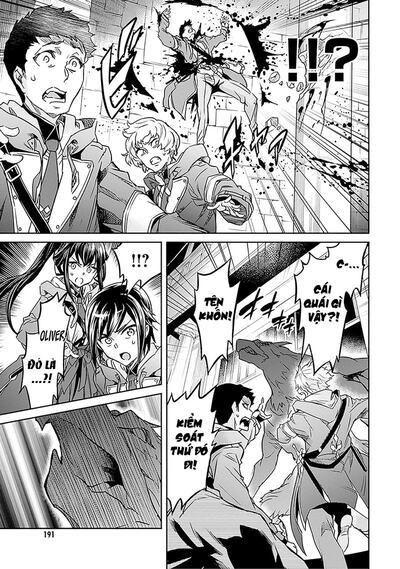 !!?
C-...
CÁI
QUÁI GÌ
VẬY?!
TÊN
KHỐN!
KIỂM
SOÁT
THỨ ĐÓ
ĐI!
!!?
OLIVER
ĐÓ LÀ
...?!
191